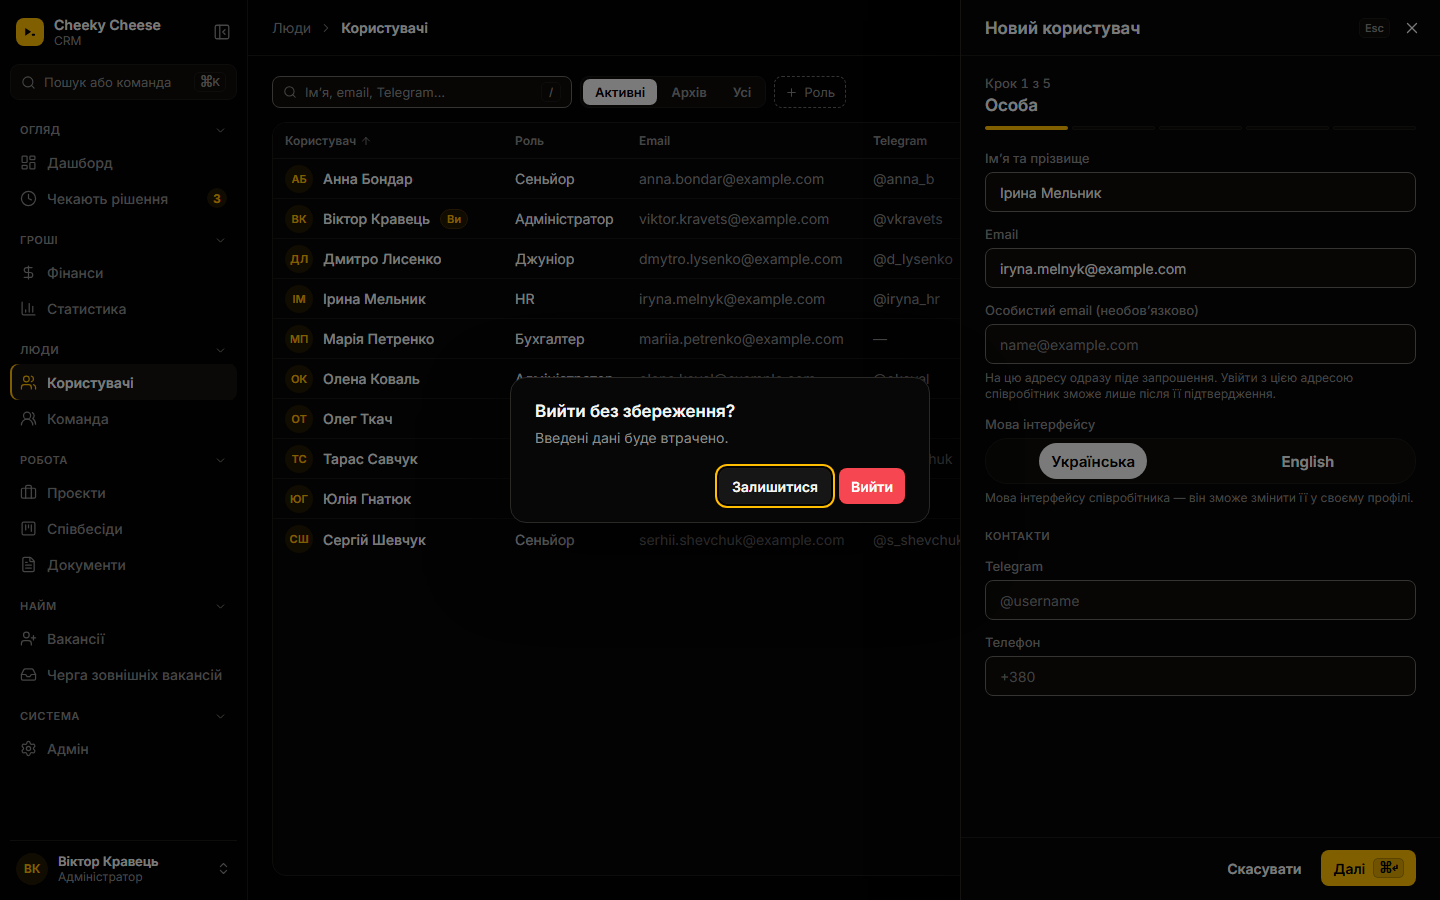 Cheeky Cheese
CRM
Пошук або команда ⌘K
ОГЛЯД
Дашборд
Чекають рішення 3
ГРОШІ
Фінанси
Статистика
ЛЮДИ
Користувачі
Команда
РОБОТА
Проєкти
Співбесіди
Документи
НАЙМ
Вакансії
Черга зовнішніх вакансій
СИСТЕМА
Адмін
ВК Віктор Кравець
Адміністратор
Люди > Користувачі
Ім'я, email, Telegram... /
Активні Архів Усі + Роль
Користувач ↑ Роль Email Telegram
АБ Анна Бондар Сеньйор anna.bondar@example.com @anna_b
ВК Віктор Кравець Ви Адміністратор viktor.kravets@example.com @vkravets
ДЛ Дмитро Лисенко Джуніор dmytro.lysenko@example.com @d_lysenko
ІМ Ірина Мельник HR iryna.melnyk@example.com @iryna_hr
МП Марія Петренко Бухгалтер mariia.petrenko@example.com —
ОК Олена Коваль
ОТ Олег Ткач
ТС Тарас Савчук
ЮГ Юлія Гнатюк
СШ Сергій Шевчук Сеньйор serhii.shevchuk@example.com @s_shevchuk
Вийти без збереження?
Введені дані буде втрачено.
Залишитися Вийти
Новий користувач Esc
Крок 1 з 5
Особа
Ім'я та прізвище
Ірина Мельник
Email
iryna.melnyk@example.com
Особистий email (необов'язково)
name@example.com
На цю адресу одразу піде запрошення. Увійти з цією адресою
співробітник зможе лише після її підтвердження.
Мова інтерфейсу
Українська English
Мова інтерфейсу співробітника — він зможе змінити її у своєму профілі.
КОНТАКТИ
Telegram
@username
Телефон
+380
Скасувати Далі ⌘↵